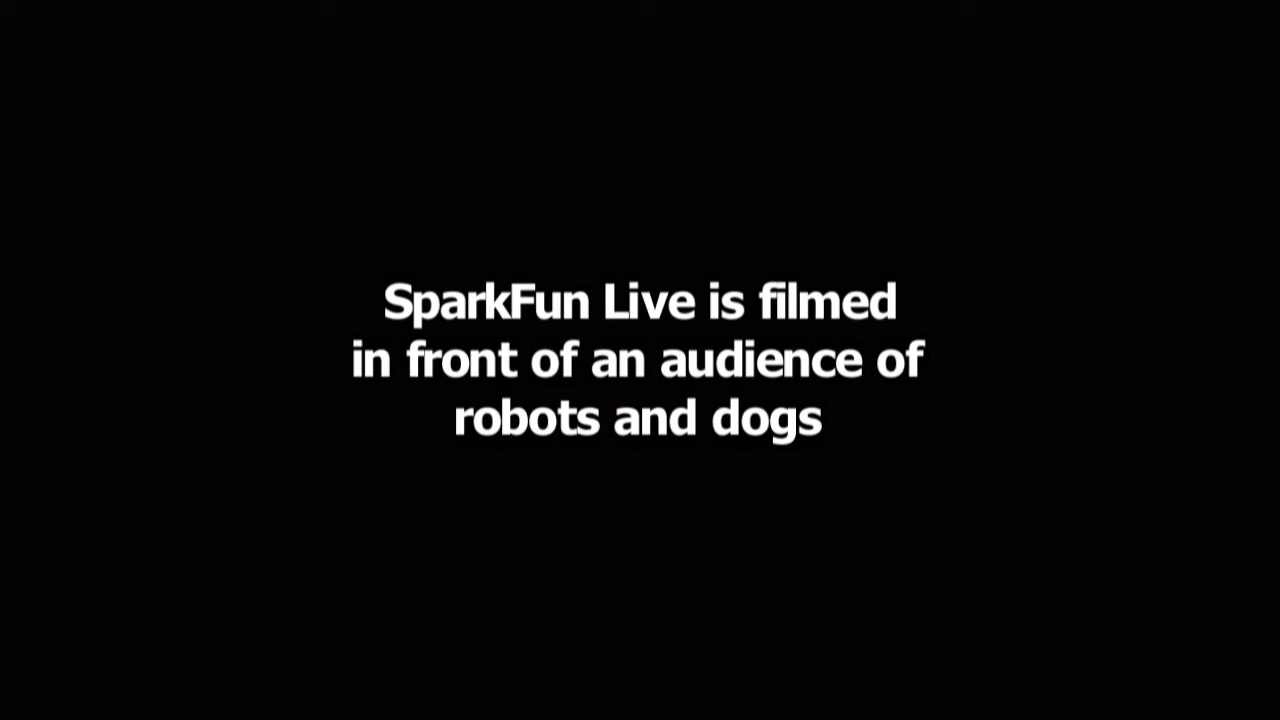 SparkFun Live is filmed
in front of an audience of
robots and dogs